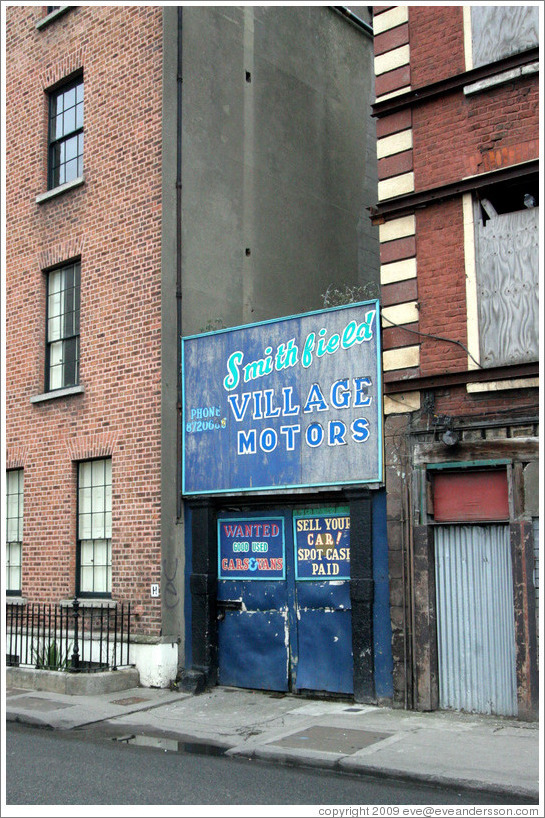 Smithfield
VILLAGE
PHONE
MOTORS
WANTED
GOOD USED
CARS & VANS
SELL YOUR
CAR!
SPOT CASH
PAID
H
copyright 2009 eve@eveandersson.com